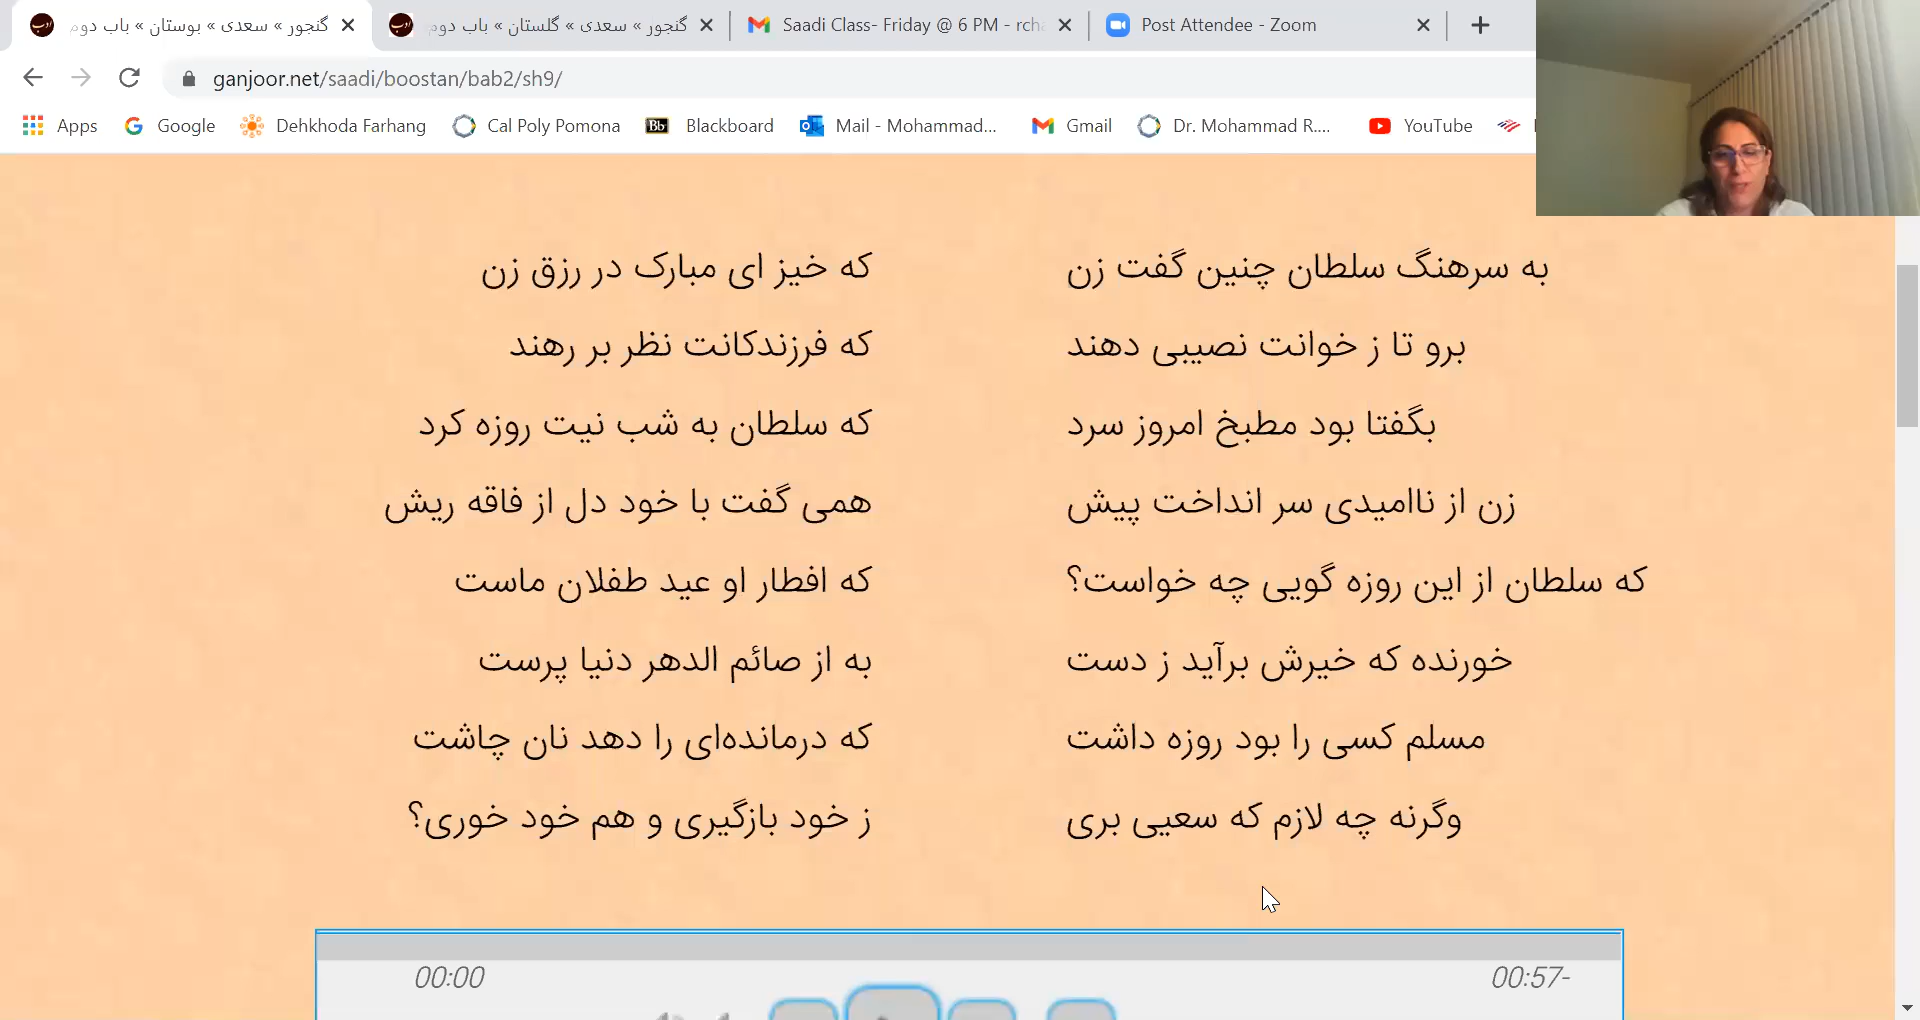 گنجور » سعدی » بوستان » باب دوم
گنجور » سعدی » گلستان » باب دوم
Saadi Class- Friday @ 6 PM - rcha
Post Attendee - Zoom
ganjoor.net/saadi/boostan/bab2/sh9/
Apps Google Dehkhoda Farhang Cal Poly Pomona Bb Blackboard Mail - Mohammad... Gmail Dr. Mohammad R.... YouTube
به سرهنگ سلطان چنین گفت زن که خیز ای مبارک در رزق زن
برو تا ز خوانت نصیبی دهند که فرزندکانت نظر بر رهند
بگفتا بود مطبخ امروز سرد که سلطان به شب نیت روزه کرد
زن از ناامیدی سر انداخت پیش همی گفت با خود دل از فاقه ریش
که سلطان از این روزه گویی چه خواست؟ که افطار او عید طفلان ماست
خورنده که خیرش برآید ز دست به از صائم الدهر دنیا پرست
مسلم کسی را بود روزه داشت که درمانده‌ای را دهد نان چاشت
وگرنه چه لازم که سعیی بری ز خود بازگیری و هم خود خوری؟
00:00 00:57-